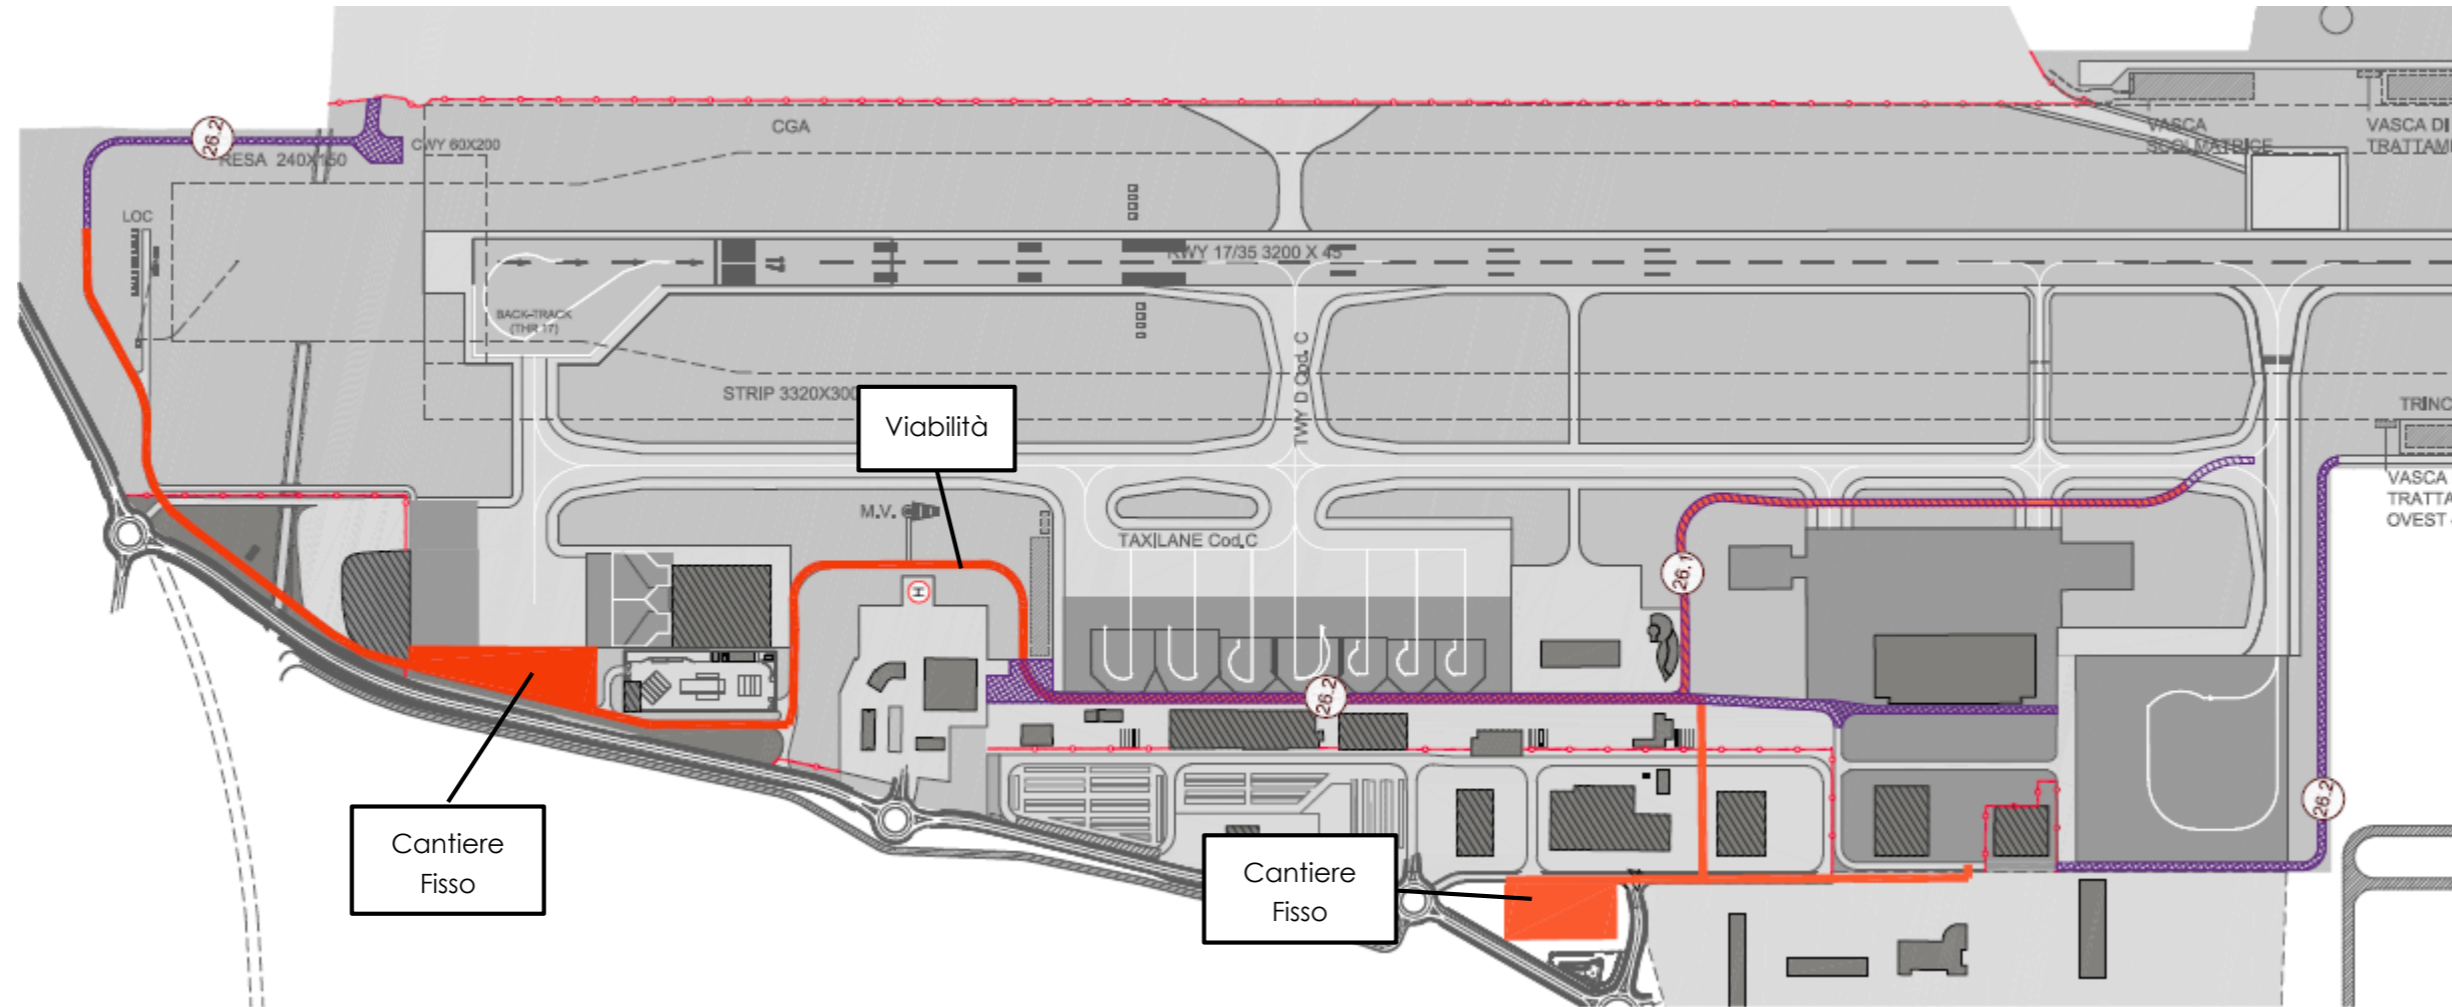 CGA
26.2
CWY 60X200
RESA 240X150
VASCA
SCOLMATRICE
VASCA DI
TRATTAM
LOC
RWY 17/35 3200 X 45
17
BACK-TRACK
(THR 17)
STRIP 3320X300
TWY D Cod. C
Viabilità
TRINC
M.V.
TAXILANE Cod.C
VASCA
TRATTA
OVEST
26.1
H
26.2
26.2
Cantiere
Fisso
Cantiere
Fisso